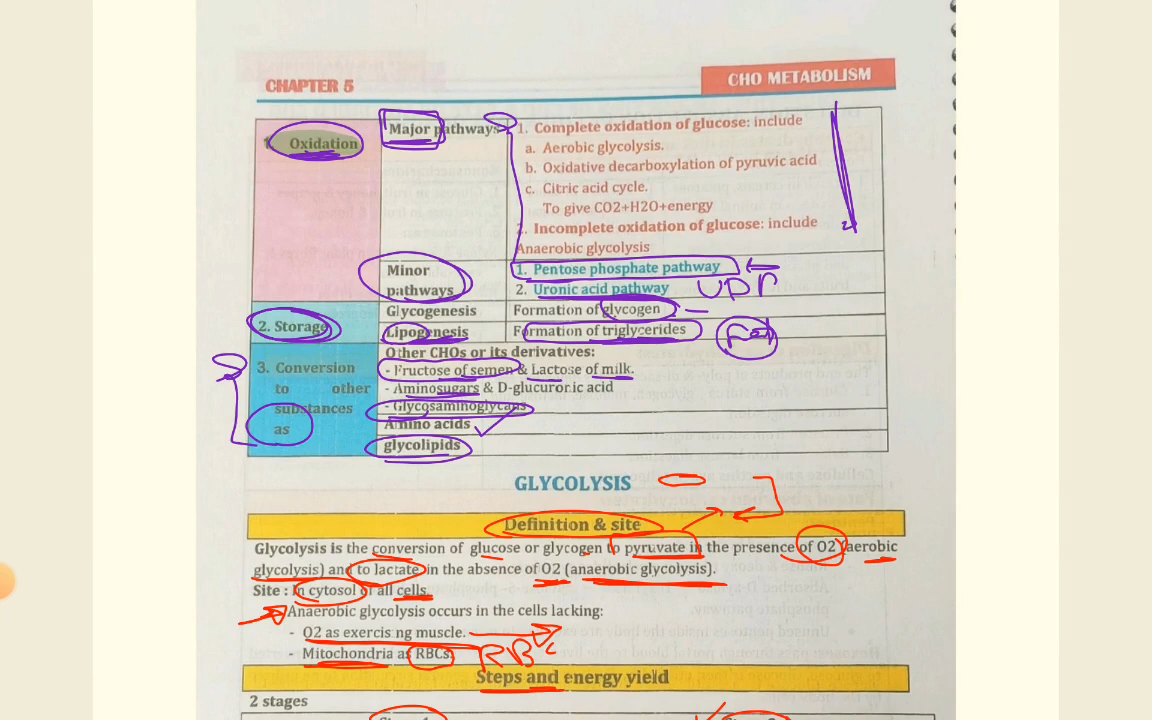 CHAPTER 5
CHO METABOLISM
1. Oxidation
Major pathways
1. Complete oxidation of glucose: include
a. Aerobic glycolysis.
b. Oxidative decarboxylation of pyruvic acid
c. Citric acid cycle.
To give CO2+H2O+energy
2. Incomplete oxidation of glucose: include
Anaerobic glycolysis
Minor
pathways
1. Pentose phosphate pathway
2. Uronic acid pathway
UDP
2. Storage
Glycogenesis
Formation of glycogen
Lipogenesis
Formation of triglycerides
3. Conversion
to other
substances
as
Other CHOs or its derivatives:
- Fructose of semen & Lactose of milk.
- Aminosugars & D-glucuronic acid
- Glycosaminoglycans
Amino acids
glycolipids
GLYCOLYSIS
Definition & site
Glycolysis is the conversion of glucose or glycogen to pyruvate in the presence of O2 (aerobic
glycolysis) and to lactate in the absence of O2 (anaerobic glycolysis).
Site : In cytosol of all cells.
Anaerobic glycolysis occurs in the cells lacking:
- O2 as exercising muscle.
- Mitochondria as RBCs.
RBC
Steps and energy yield
2 stages